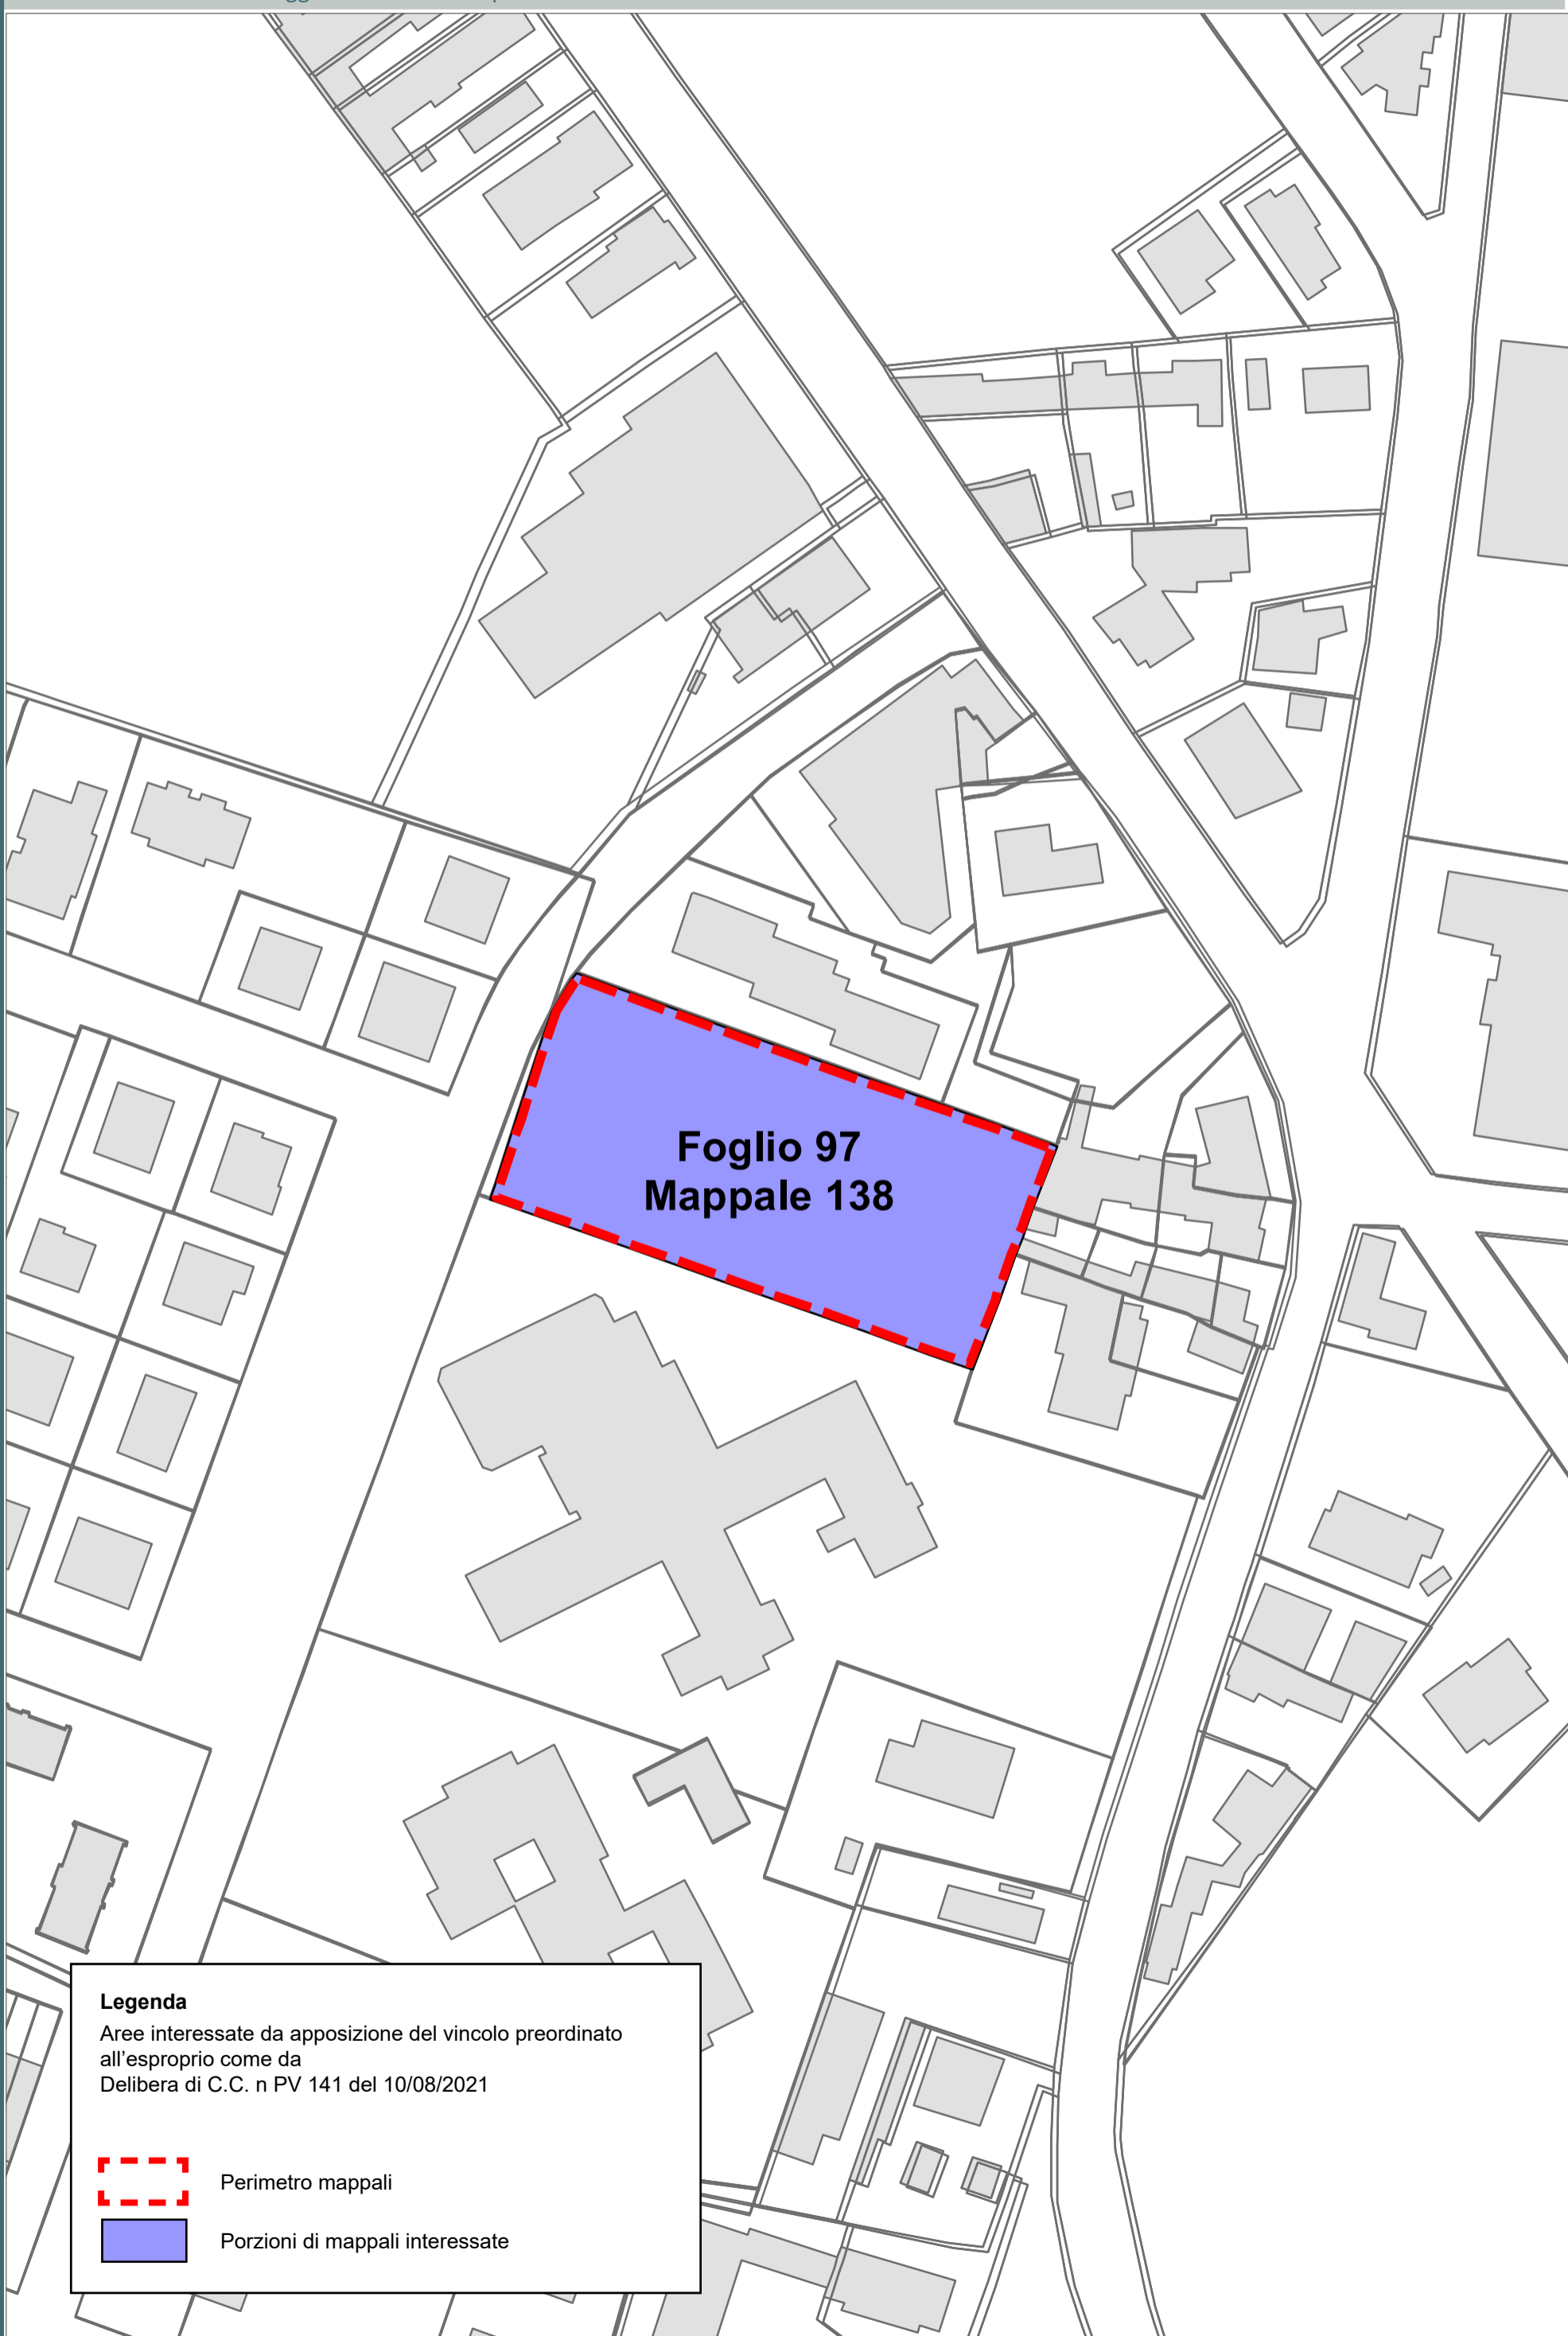 Foglio 97
Mappale 138
Legenda
Aree interessate da apposizione del vincolo preordinato
all'esproprio come da
Delibera di C.C. n PV 141 del 10/08/2021
Perimetro mappali
Porzioni di mappali interessate